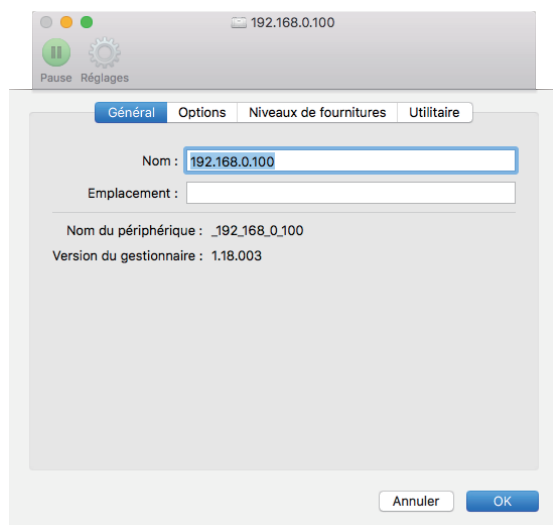 192.168.0.100
Pause Réglages
Général Options Niveaux de fournitures Utilitaire
Nom : 192.168.0.100
Emplacement :
Nom du périphérique : _192_168_0_100
Version du gestionnaire : 1.18.003
Annuler OK